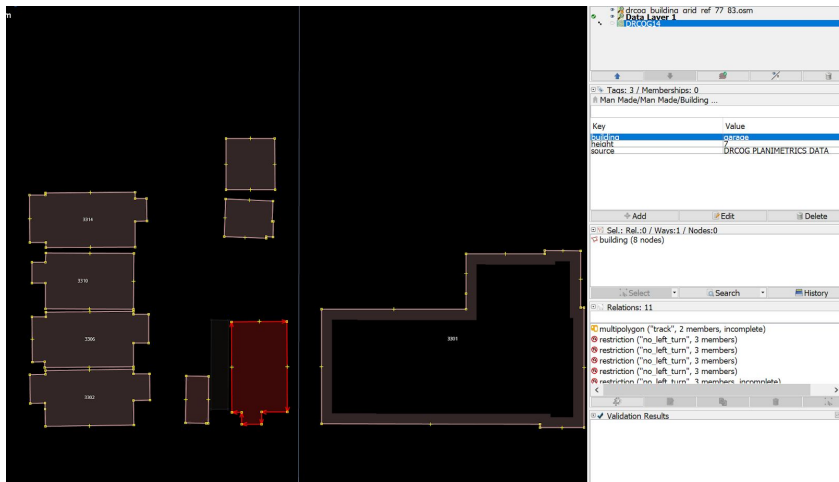 m
drcog_building_grid_ref_77_83.osm
Data Layer 1
DRCOG14
Tags: 3 / Memberships: 0
Man Made/Man Made/Building ...
Key Value
building garage
height 7
source DRCOG PLANIMETRICS DATA
Add Edit Delete
Sel.: Rel.:0 / Ways:1 / Nodes:0
building (8 nodes)
Select Search History
Relations: 11
multipolygon ("track", 2 members, incomplete)
restriction ("no_left_turn", 3 members)
restriction ("no_left_turn", 3 members)
restriction ("no_left_turn", 3 members)
restriction ("no_left_turn", 3 members)
restriction ("no_left_turn", 3 members, incomplete)
Validation Results
3314
3310
3306
3302
3301